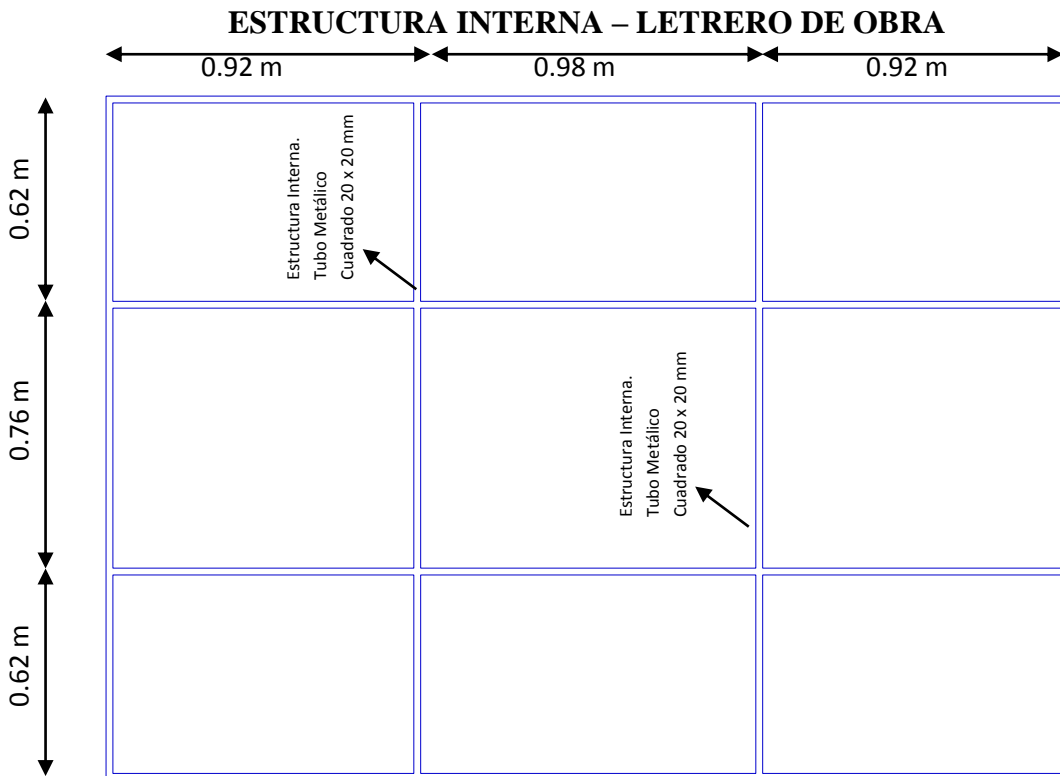 ESTRUCTURA INTERNA – LETRERO DE OBRA
0.92 m
0.98 m
0.92 m
0.62 m
Estructura Interna.
Tubo Metálico
Cuadrado 20 x 20 mm
0.76 m
Estructura Interna.
Tubo Metálico
Cuadrado 20 x 20 mm
0.62 m